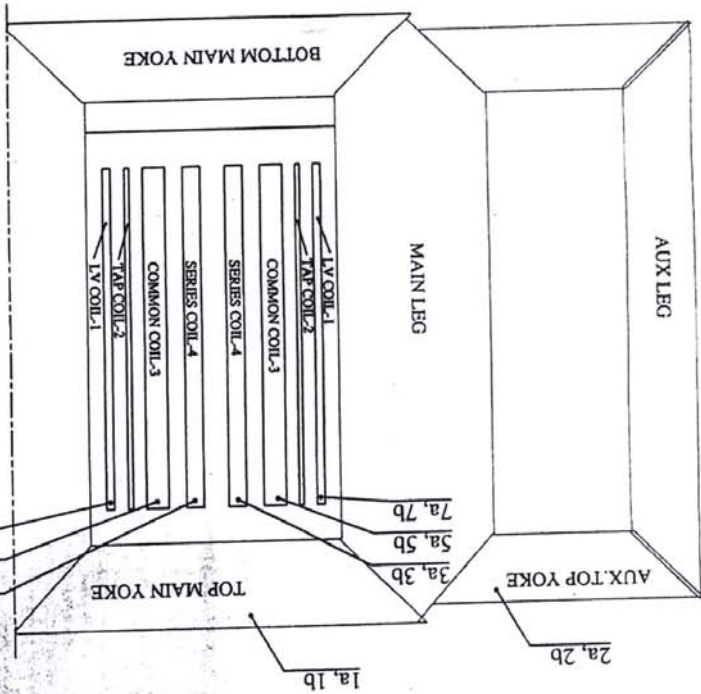 BOTTOM MAIN YOKE
LV COIL-1
TAP COIL-2
COMMON COIL-3
SERIES COIL-4
SERIES COIL-4
COMMON COIL-3
TAP COIL-2
LV COIL-1
MAIN LEG
AUX LEG
7a, 7b
5a, 5b
3a, 3b
TOP MAIN YOKE
AUX.TOP YOKE
1a, 1b
2a, 2b